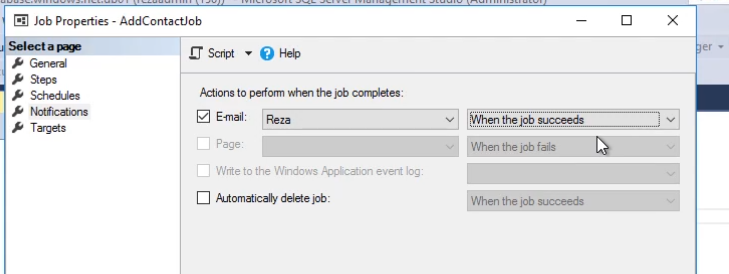 abase.windows.net.db01 (rezaadmin (130)) - Microsoft SQL Server Management Studio (Administrator)
Job Properties - AddContactJob
Select a page
General
Steps
Schedules
Notifications
Targets
Script
Help
Actions to perform when the job completes:
E-mail:
Reza
When the job succeeds
Page:
When the job fails
Write to the Windows Application event log:
Automatically delete job:
When the job succeeds
ger